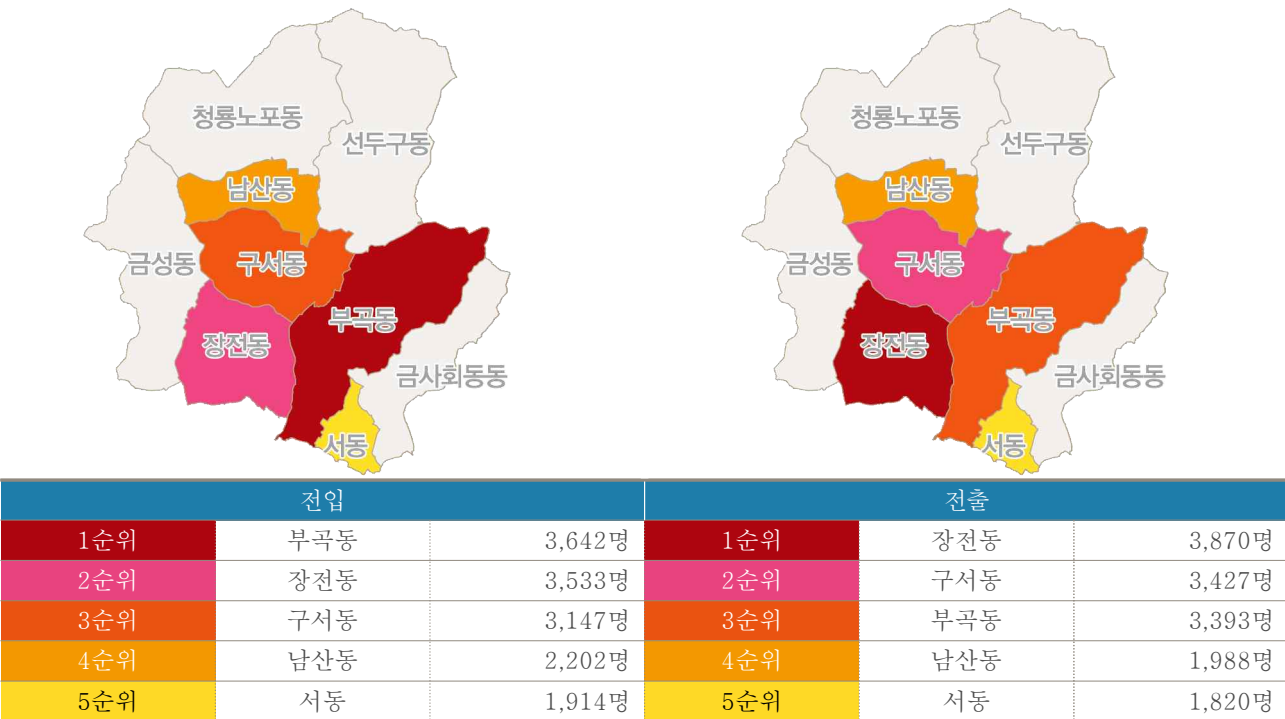 청룡노포동
선두구동
남산동
금성동
구서동
부곡동
장전동
금사회동동
서동
청룡노포동
선두구동
남산동
금성동
구서동
부곡동
장전동
금사회동동
서동
전입 전출
1순위 부곡동 3,642명 1순위 장전동 3,870명
2순위 장전동 3,533명 2순위 구서동 3,427명
3순위 구서동 3,147명 3순위 부곡동 3,393명
4순위 남산동 2,202명 4순위 남산동 1,988명
5순위 서동 1,914명 5순위 서동 1,820명